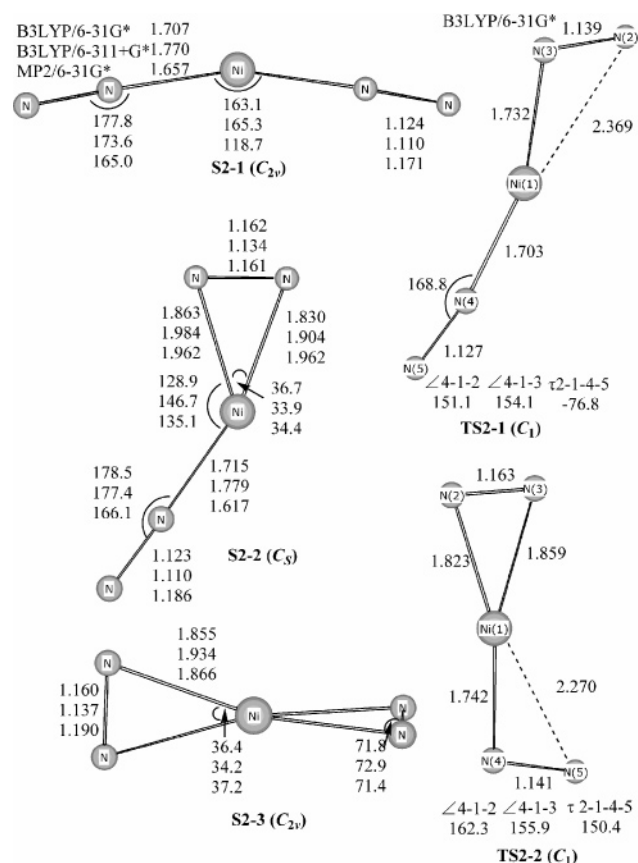 B3LYP/6-31G* 1.707
B3LYP/6-311+G* 1.770
MP2/6-31G* 1.657
Ni
N
N
N
N
177.8
173.6
165.0
163.1
165.3
118.7
1.124
1.110
1.171
S2-1 (C2v)
B3LYP/6-31G*
1.139
N(2)
N(3)
1.732
2.369
Ni(1)
1.703
168.8
N(4)
1.127
N(5)
∠4-1-2 ∠4-1-3 τ2-1-4-5
151.1 154.1 -76.8
TS2-1 (C1)
1.162
1.134
1.161
N
N
1.863
1.984
1.962
1.830
1.904
1.962
128.9
146.7
135.1
36.7
33.9
34.4
Ni
178.5
177.4
166.1
1.715
1.779
1.617
N
N
1.123
1.110
1.186
S2-2 (CS)
1.163
N(2)
N(3)
1.823
1.859
Ni(1)
1.742
2.270
N(4)
N(5)
1.141
∠4-1-2 ∠4-1-3 τ 2-1-4-5
162.3 155.9 150.4
TS2-2 (C1)
1.855
1.934
1.866
N
1.160
1.137
1.190
N
Ni
N
N
36.4
34.2
37.2
71.8
72.9
71.4
S2-3 (C2v)